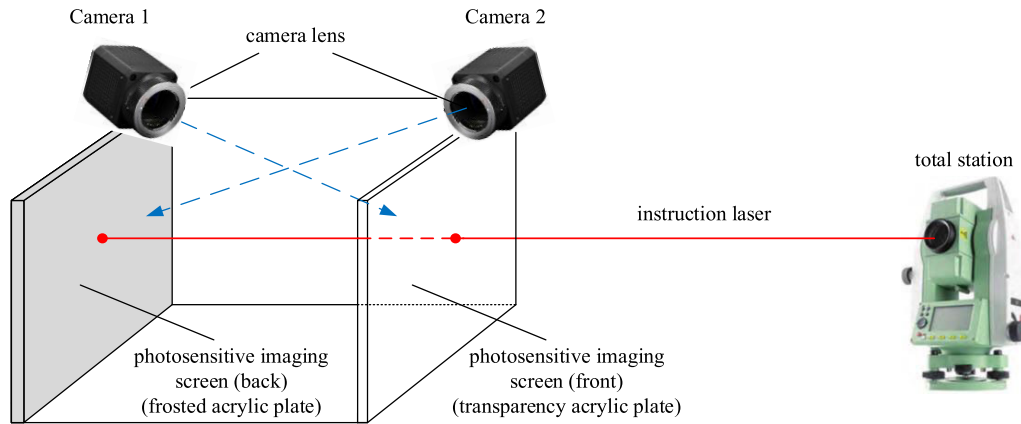 Camera 1
camera lens
Camera 2
total station
instruction laser
photosensitive imaging
screen (back)
(frosted acrylic plate)
photosensitive imaging
screen (front)
(transparency acrylic plate)